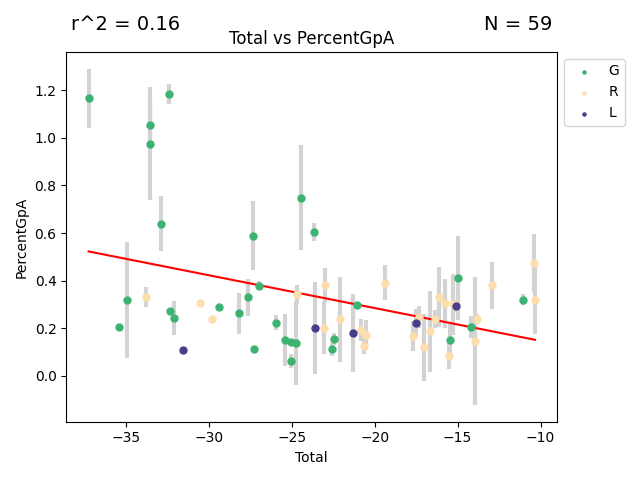 r^2 = 0.16
N = 59
Total vs PercentGpA
G
R
L
1.2
1.0
0.8
0.6
0.4
0.2
0.0
PercentGpA
−35
−30
−25
−20
−15
−10
Total